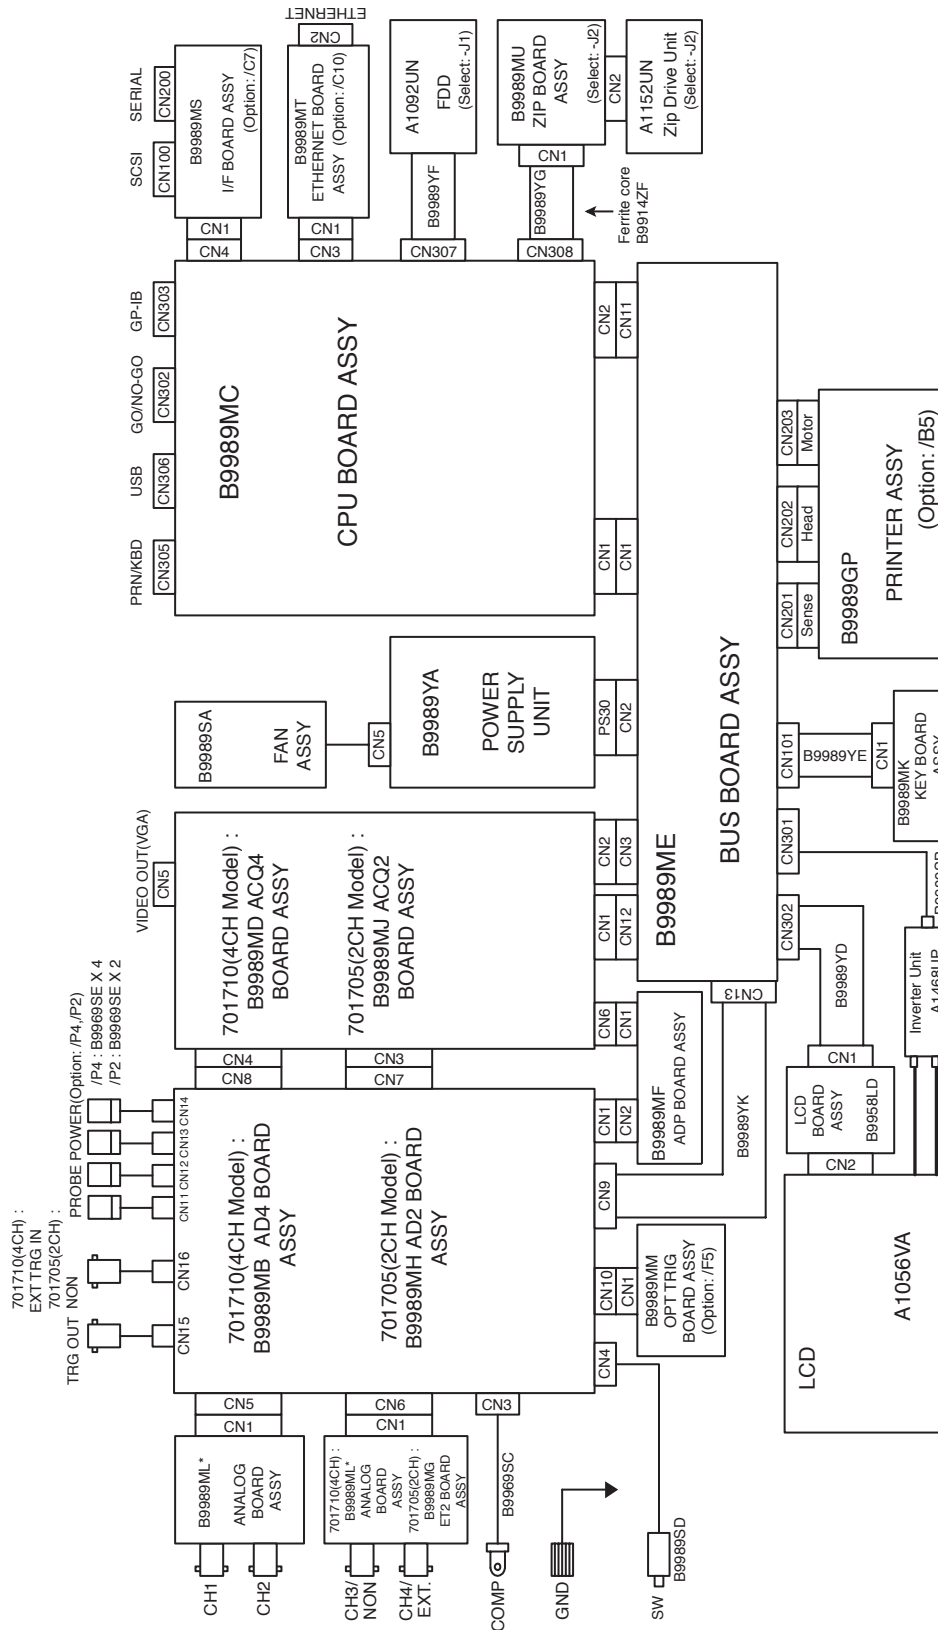 SERIAL
CN200
SCSI
CN100
B9989MS
I/F BOARD ASSY
(Option: /C7)
CN1
CN4
ETHERNET
CN2
B9989MT
ETHERNET BOARD
ASSY (Option: /C10)
CN1
CN3
A1092UN
FDD
(Select: -J1)
B9989YF
CN307
B9989MU
ZIP BOARD
ASSY
(Select: -J2)
CN2
A1152UN
Zip Drive Unit
(Select: -J2)
CN1
B9989YG
Ferrite core
B9914ZF
CN308
GP-IB
CN303
GO/NO-GO
CN302
USB
CN306
PRN/KBD
CN305
B9989MC
CPU BOARD ASSY
CN2
CN11
CN1
CN1
B9989SA
FAN
ASSY
CN5
B9989YA
POWER
SUPPLY
UNIT
PS30
CN2
B9989ME
BUS BOARD ASSY
CN203
Motor
CN202
Head
CN201
Sense
B9989GP
PRINTER ASSY
(Option: /B5)
CN101
B9989YE
CN1
B9989MK
KEY BOARD
ASSY
CN301
CN302
B9989YD
CN13
VIDEO OUT(VGA)
CN5
701710(4CH Model) :
B9989MD ACQ4
BOARD ASSY
701705(2CH Model) :
B9989MJ ACQ2
BOARD ASSY
CN2
CN3
CN1
CN12
CN6
CN1
CN4
CN8
CN3
CN7
B9989MF
ADP BOARD ASSY
CN1
CN2
B9989YK
CN9
PROBE POWER(Option: /P4,/P2)
/P4 : B9969SE X 4
/P2 : B9969SE X 2
CN14
CN13
CN12
CN11
701710(4CH) :
EXT TRG IN
701705(2CH) :
NON
CN16
TRG OUT
CN15
701710(4CH Model) :
B9989MB AD4 BOARD
ASSY
701705(2CH Model) :
B9989MH AD2 BOARD
ASSY
CN10
CN1
B9989MM
OPT TRIG
BOARD ASSY
(Option: /F5)
CN4
CN5
CN1
CN6
CN1
CN3
B9989ML*
ANALOG
BOARD
ASSY
CH1
CH2
701710(4CH) :
B9989ML*
ANALOG
BOARD
ASSY
701705(2CH) :
B9989MG
ET2 BOARD
ASSY
CH3/
NON
CH4/
EXT.
B9969SC
COMP
GND
SW
B9989SD
CN1
LCD
BOARD
ASSY
B9958LD
CN2
Inverter Unit
LCD
A1056VA